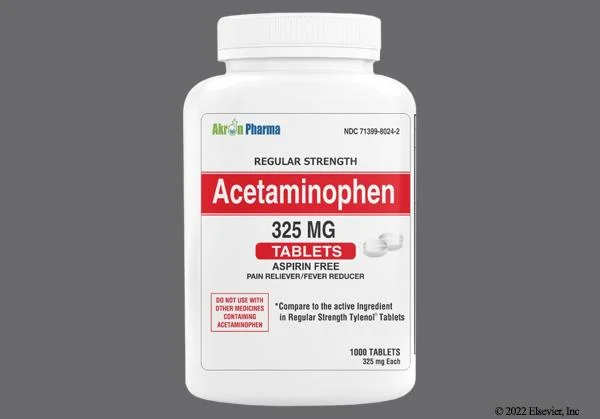 Akron Pharma
NDC 71399-8024-2
REGULAR STRENGTH
Acetaminophen
325 MG
TABLETS
ASPIRIN FREE
PAIN RELIEVER/FEVER REDUCER
DO NOT USE WITH
OTHER MEDICINES
CONTAINING
ACETAMINOPHEN
*Compare to the active Ingredient
in Regular Strength Tylenol® Tablets
1000 TABLETS
325 mg Each
© 2022 Elsevier, Inc